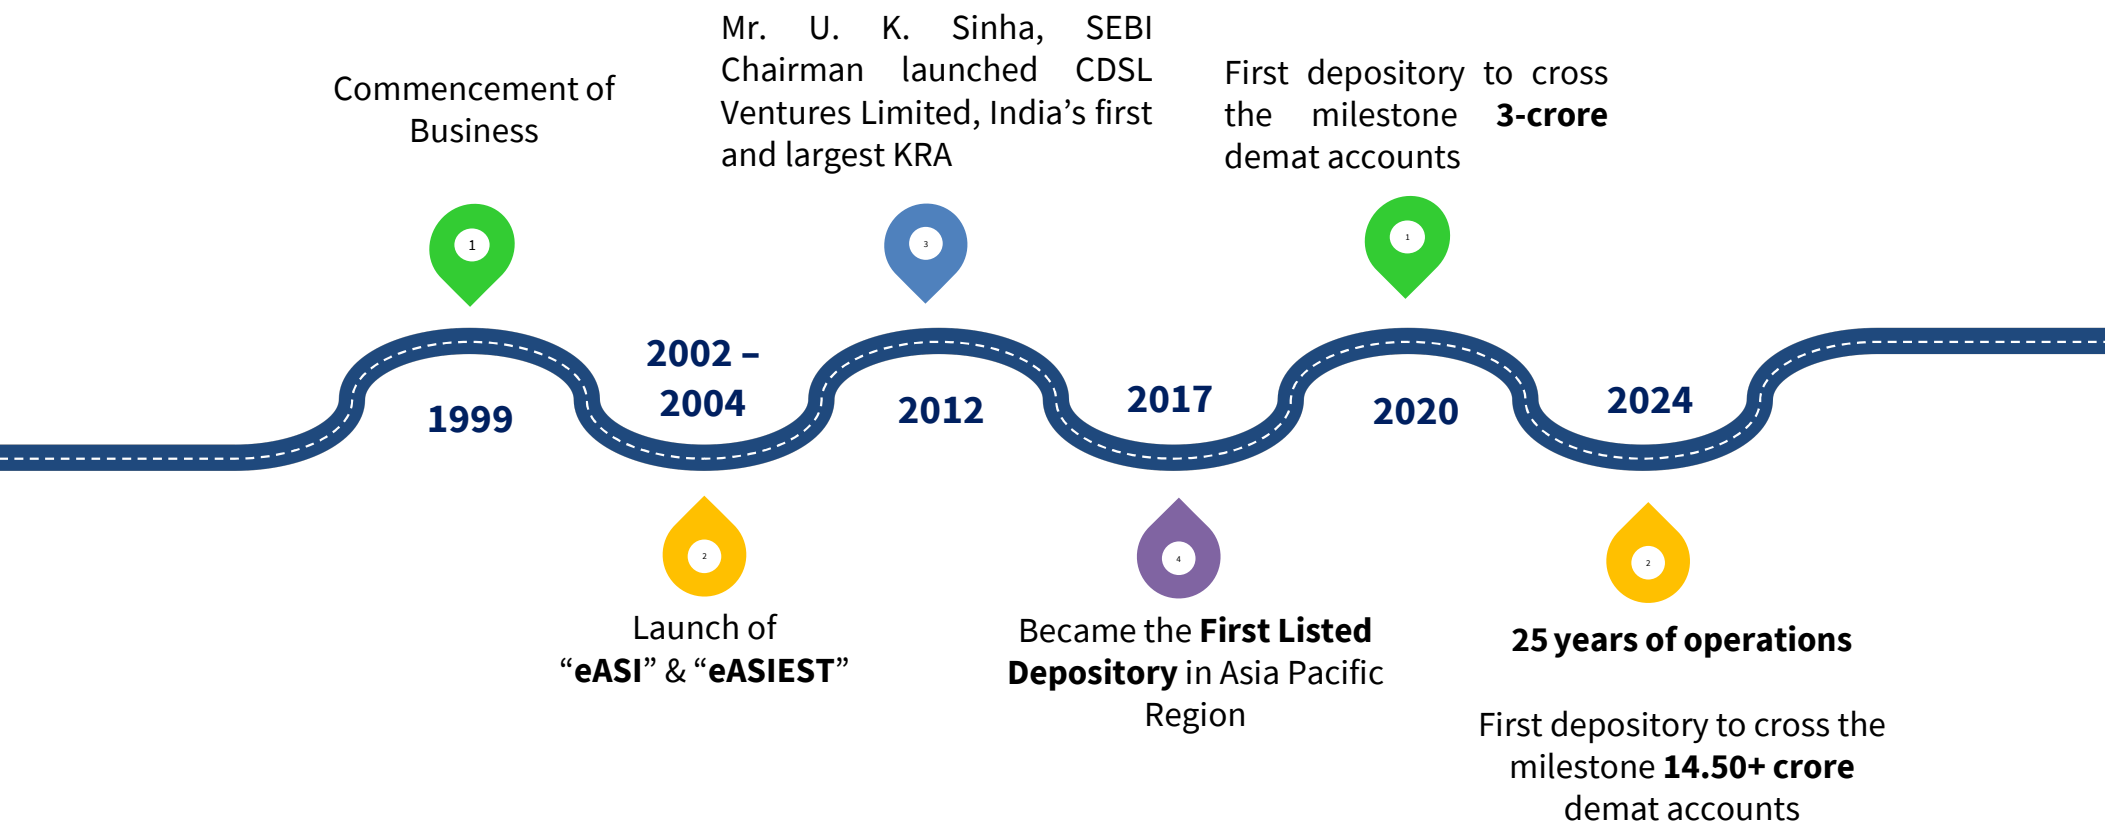 Commencement of
Business
1
1999
2002 –
2004
2
Launch of
“eASI” & “eASIEST”
Mr. U. K. Sinha, SEBI
Chairman launched CDSL
Ventures Limited, India’s first
and largest KRA
3
2012
2017
4
Became the First Listed
Depository in Asia Pacific
Region
First depository to cross
the milestone 3-crore
demat accounts
1
2020
2024
2
25 years of operations
First depository to cross the
milestone 14.50+ crore
demat accounts